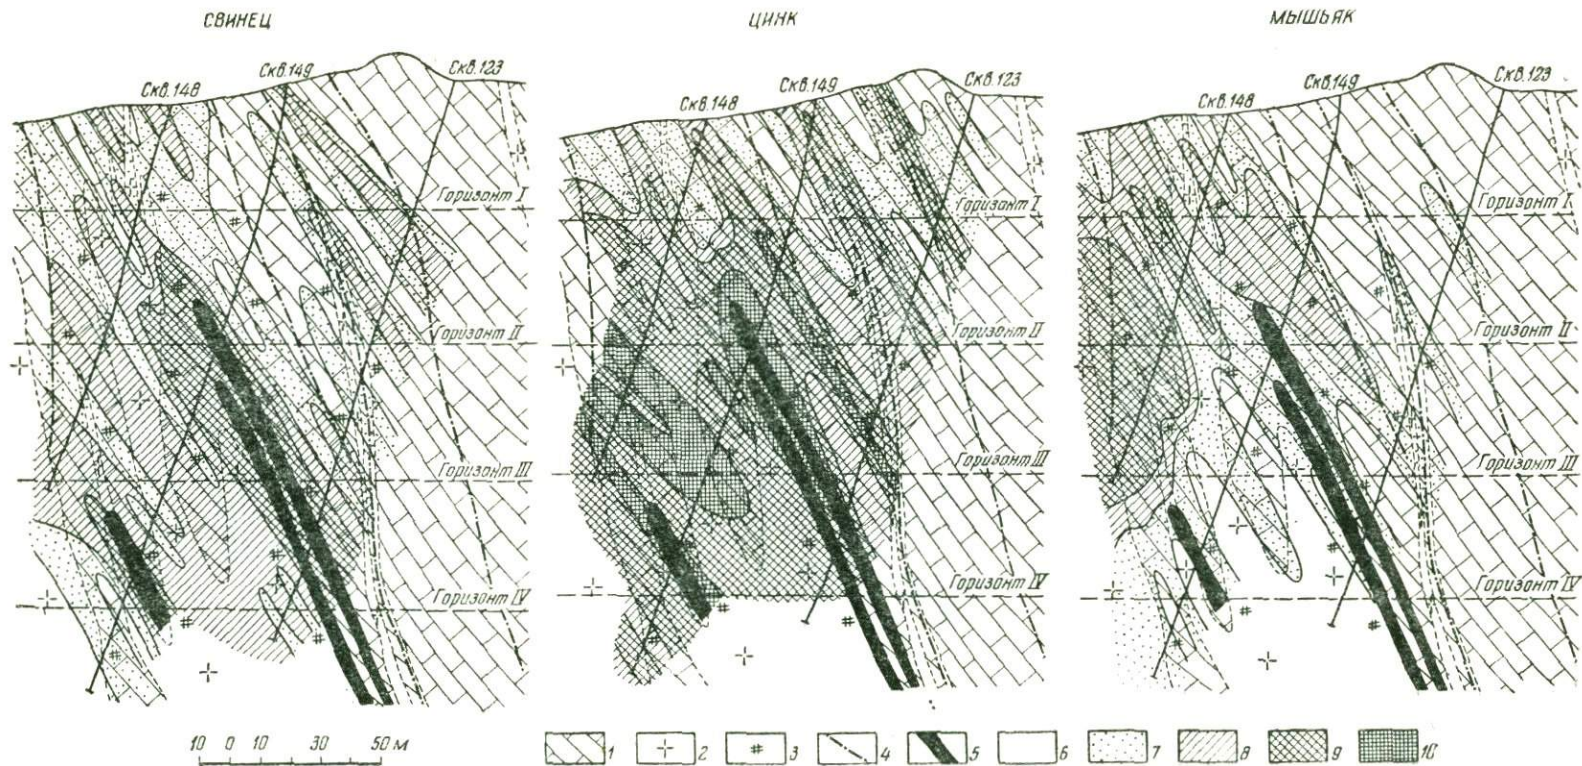 СВИНЕЦ
ЦИНК
МЫШЬЯК
Скв.148
Скв.149
Скв.123
Горизонт I
Горизонт II
Горизонт III
Горизонт IV
Скв.148
Скв.149
Скв.123
Горизонт I
Горизонт II
Горизонт III
Горизонт IV
Скв.148
Скв.149
Скв.123
Горизонт I
Горизонт II
Горизонт III
Горизонт IV
10 0 10 30 50 м
1 2 3 4 5 6 7 8 9 10